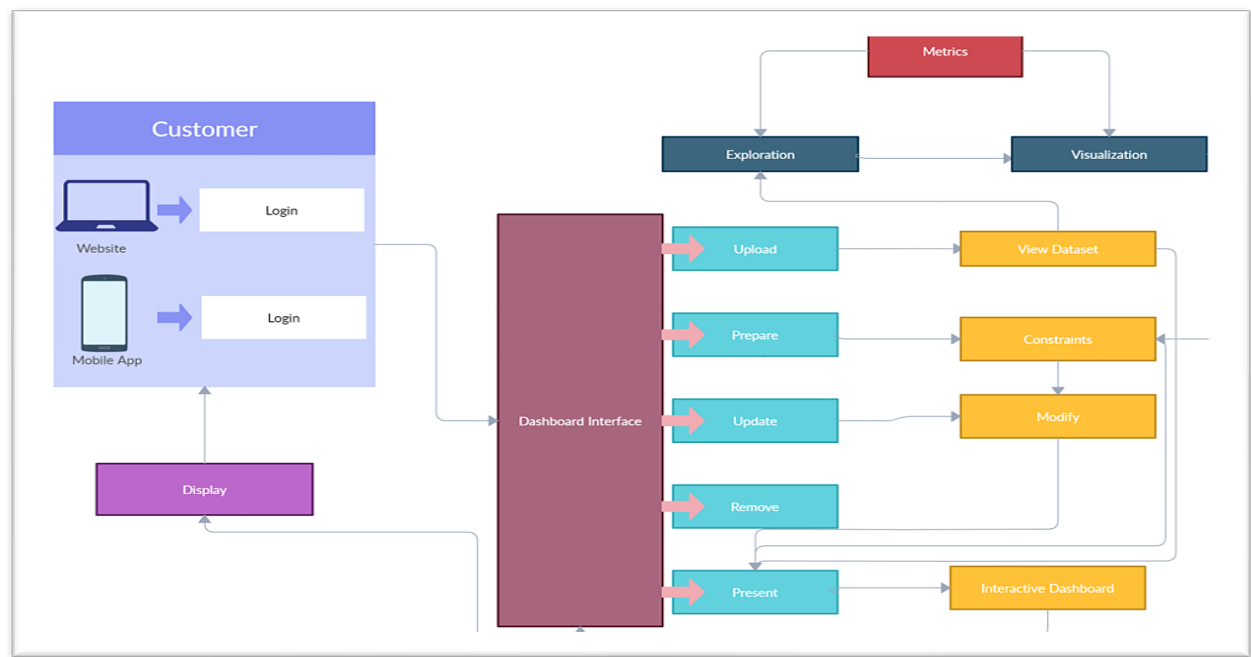 Metrics
Customer
Exploration
Visualization
Login
Website
Upload
View Dataset
Login
Prepare
Constraints
Mobile App
Dashboard Interface
Update
Modify
Display
Remove
Present
Interactive Dashboard